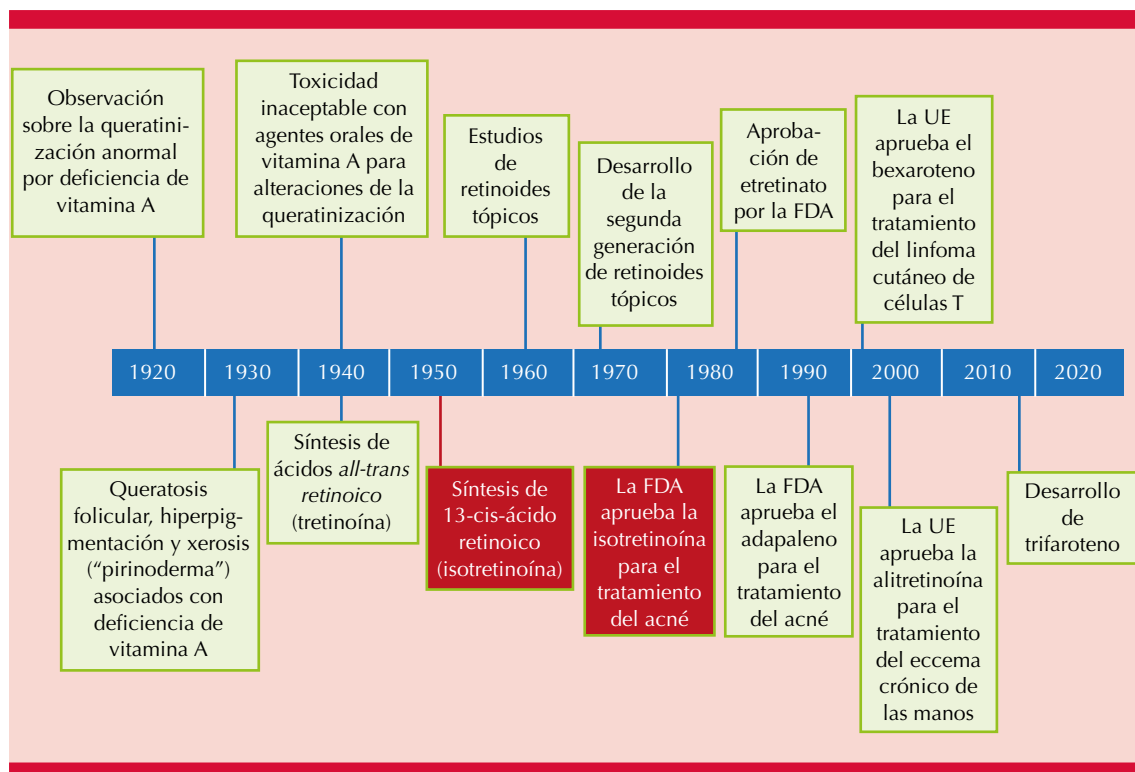 Observación
sobre la queratini-
zación anormal
por deficiencia de
vitamina A
Toxicidad
inaceptable con
agentes orales de
vitamina A para
alteraciones de la
queratinización
Estudios
de
retinoides
tópicos
Desarrollo
de la
segunda
generación
de retinoides
tópicos
Aproba-
ción de
etretinato
por la FDA
La UE
aprueba el
bexaroteno
para el
tratamiento
del linfoma
cutáneo de
células T
1920 1930 1940 1950 1960 1970 1980 1990 2000 2010 2020
Queratosis
folicular, hiperpig-
mentación y xerosis
(“pirinoderma”)
asociados con
deficiencia de
vitamina A
Síntesis de
ácidos all-trans
retinoico
(tretinoína)
Síntesis de
13-cis-ácido
retinoico
(isotretinoína)
La FDA
aprueba la
isotretinoína
para el
tratamiento
del acné
La FDA
aprueba el
adapaleno
para el
tratamiento
del acné
La UE
aprueba la
alitretinoína
para el
tratamiento
del eccema
crónico de
las manos
Desarrollo
de
trifaroteno